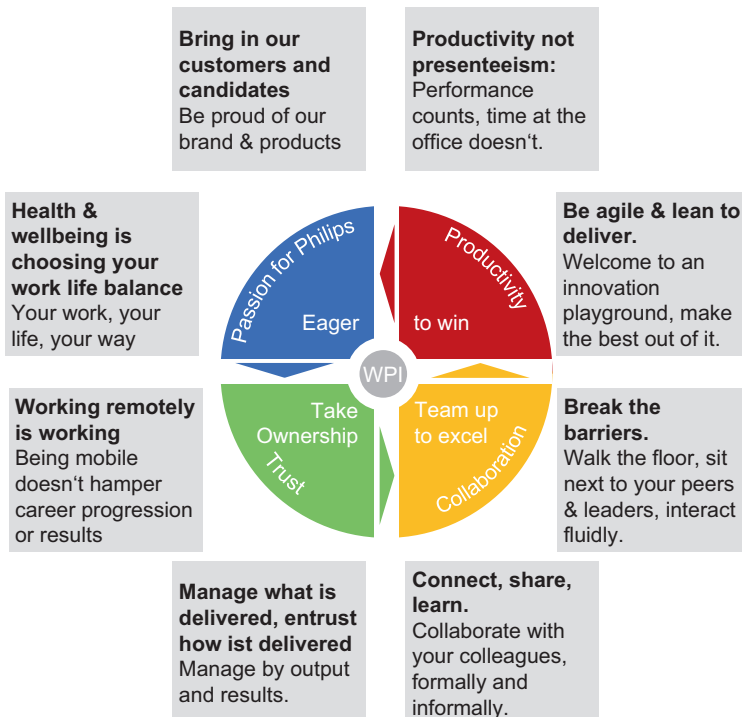 Bring in our
customers and
candidates
Be proud of our
brand & products
Productivity not
presenteeism:
Performance
counts, time at the
office doesn‘t.
Health &
wellbeing is
choosing your
work life balance
Your work, your
life, your way
Passion for Philips
Eager
Productivity
to win
Be agile & lean to
deliver.
Welcome to an
innovation
playground, make
the best out of it.
WPI
Working remotely
is working
Being mobile
doesn‘t hamper
career progression
or results
Take
Ownership
Trust
Team up
to excel
Collaboration
Break the
barriers.
Walk the floor, sit
next to your peers
& leaders, interact
fluidly.
Manage what is
delivered, entrust
how ist delivered
Manage by output
and results.
Connect, share,
learn.
Collaborate with
your colleagues,
formally and
informally.